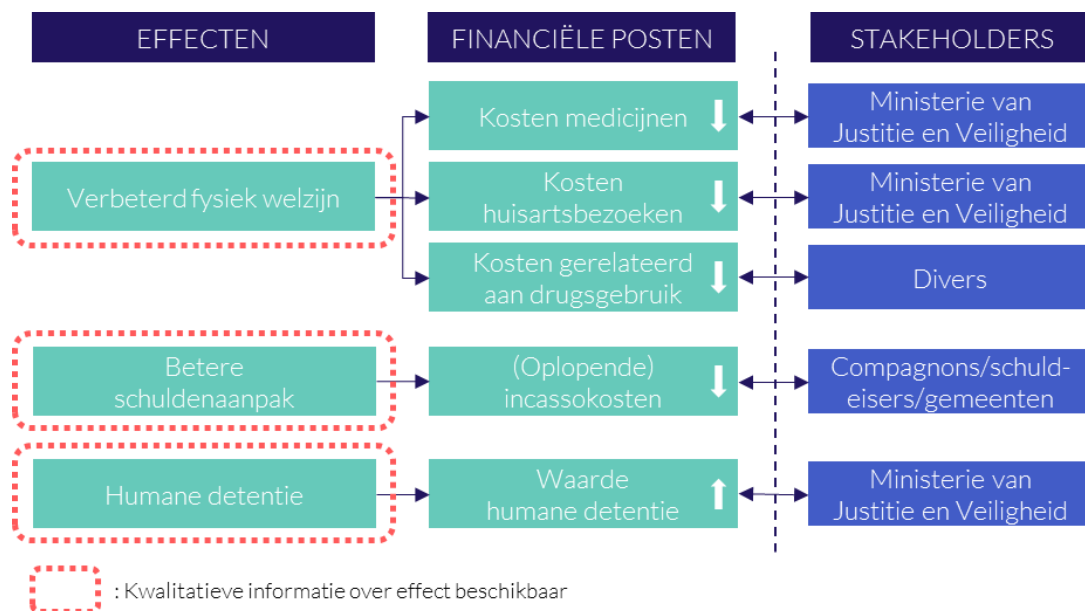 EFFECTEN
FINANCIËLE POSTEN
STAKEHOLDERS
Verbeterd fysiek welzijn
Kosten medicijnen
Ministerie van
Justitie en Veiligheid
Kosten
huisartsbezoeken
Ministerie van
Justitie en Veiligheid
Kosten gerelateerd
aan drugsgebruik
Divers
Betere
schuldenaanpak
(Oplopende)
incassokosten
Compagnons/schuld-
eisers/gemeenten
Humane detentie
Waarde
humane detentie
Ministerie van
Justitie en Veiligheid
: Kwalitatieve informatie over effect beschikbaar